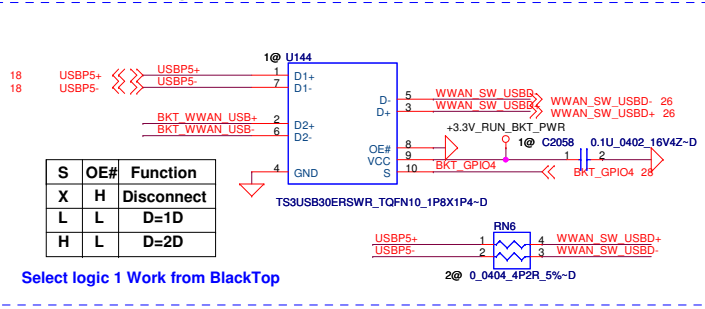 1@ U144
18 USBP5+ USBP5+ 1 D1+
18 USBP5- USBP5- 7 D1-
D- 5 WWAN_SW_USBD- WWAN_SW_USBD- 26
D+ 3 WWAN_SW_USBD+ WWAN_SW_USBD+ 26
BKT_WWAN_USB+ 2 D2+
BKT_WWAN_USB- 6 D2-
+3.3V_RUN_BKT_PWR
OE# 8
1@ C2058 0.1U_0402_16V4Z~D
VCC 9 1 2
S 10 BKT_GPIO4 BKT_GPIO4 28
4 GND
TS3USB30ERSWR_TQFN10_1P8X1P4~D
S OE# Function
X H Disconnect
L L D=1D
H L D=2D
RN6
USBP5+ 1 4 WWAN_SW_USBD+
USBP5- 2 3 WWAN_SW_USBD-
2@ 0_0404_4P2R_5%~D
Select logic 1 Work from BlackTop